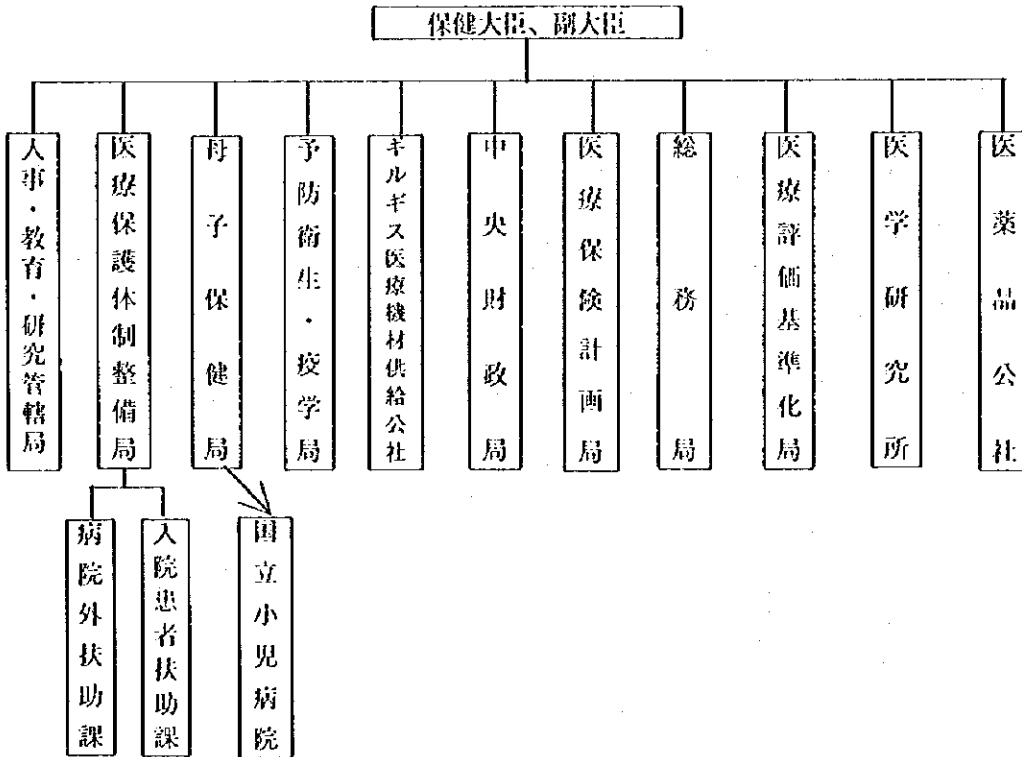 保健大臣、副大臣
人事・教育・研究管轄局
医療保護体制整備局
母子保健局
予防衛生・疫学局
キルギス医療機材供給公社
中央財政局
医療保険計画局
総務局
医療評価基準化局
医学研究所
医薬品公社
病院外扶助課
入院患者扶助課
国立小児病院